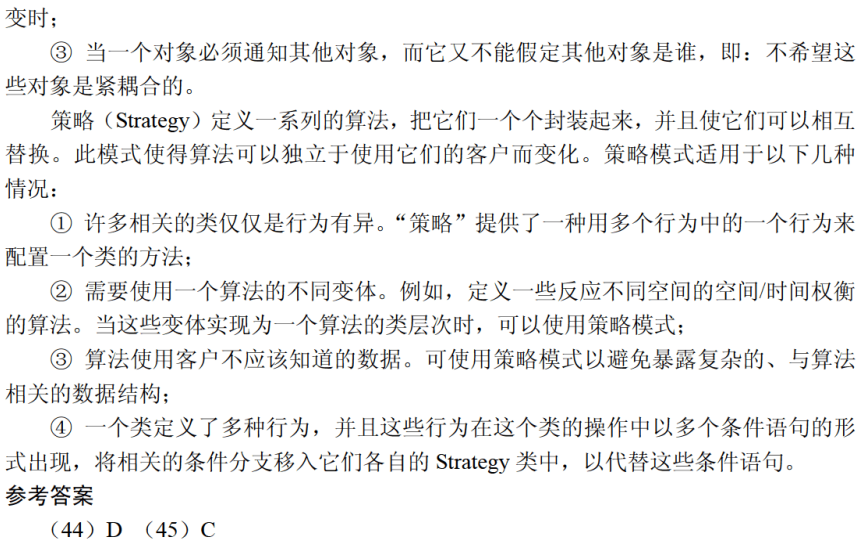 变时；
③ 当一个对象必须通知其他对象，而它又不能假定其他对象是谁，即：不希望这
些对象是紧耦合的。
策略（Strategy）定义一系列的算法，把它们一个个封装起来，并且使它们可以相互
替换。此模式使得算法可以独立于使用它们的客户而变化。策略模式适用于以下几种
情况：
① 许多相关的类仅仅是行为有异。“策略”提供了一种用多个行为中的一个行为来
配置一个类的方法；
② 需要使用一个算法的不同变体。例如，定义一些反应不同空间的空间/时间权衡
的算法。当这些变体实现为一个算法的类层次时，可以使用策略模式；
③ 算法使用客户不应该知道的数据。可使用策略模式以避免暴露复杂的、与算法
相关的数据结构；
④ 一个类定义了多种行为，并且这些行为在这个类的操作中以多个条件语句的形
式出现，将相关的条件分支移入它们各自的 Strategy 类中，以代替这些条件语句。
参考答案
（44）D （45）C